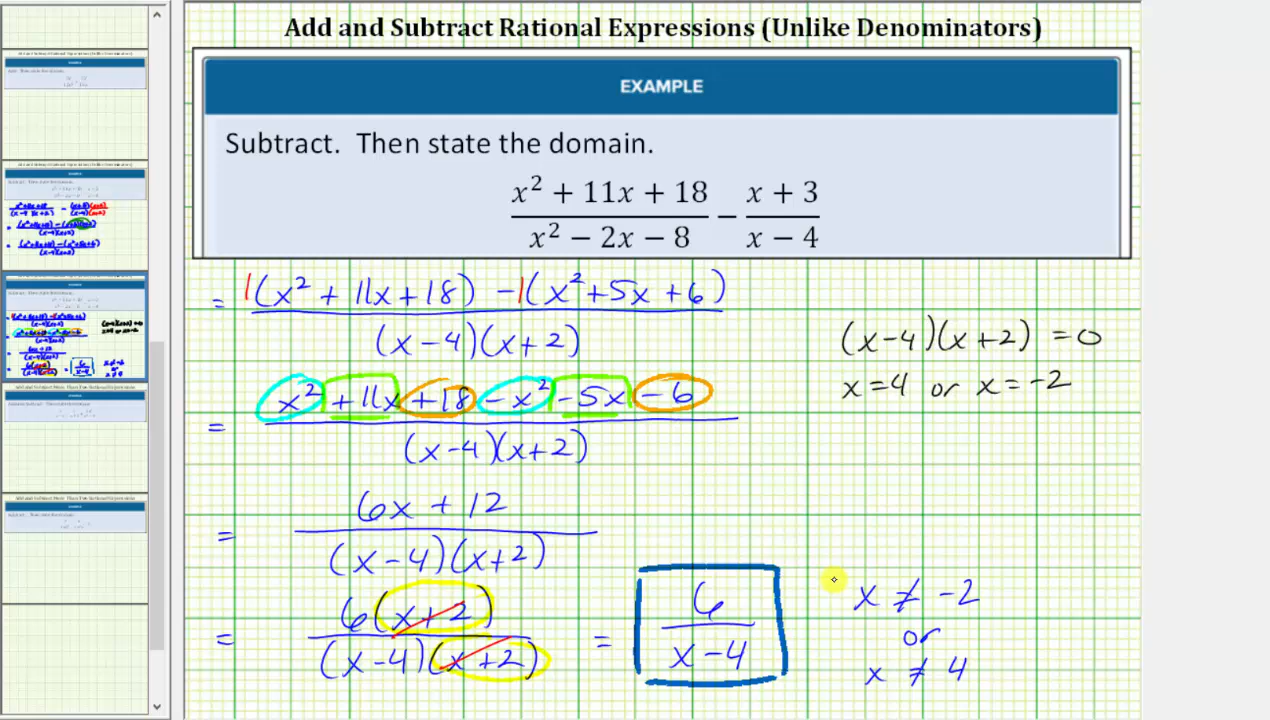 Add and Subtract Rational Expressions (Unlike Denominators)
EXAMPLE
Subtract. Then state the domain.
x² + 11x + 18 / x² − 2x − 8 − x + 3 / x − 4
= 1(x² + 11x + 18) − 1(x² + 5x + 6) / (x − 4)(x + 2)
(x − 4)(x + 2) = 0
x = 4 or x = −2
= x² + 11x + 18 − x² − 5x − 6 / (x − 4)(x + 2)
= 6x + 12 / (x − 4)(x + 2)
= 6(x + 2) / (x − 4)(x + 2) = 6 / x − 4
x ≠ −2
or
x ≠ 4